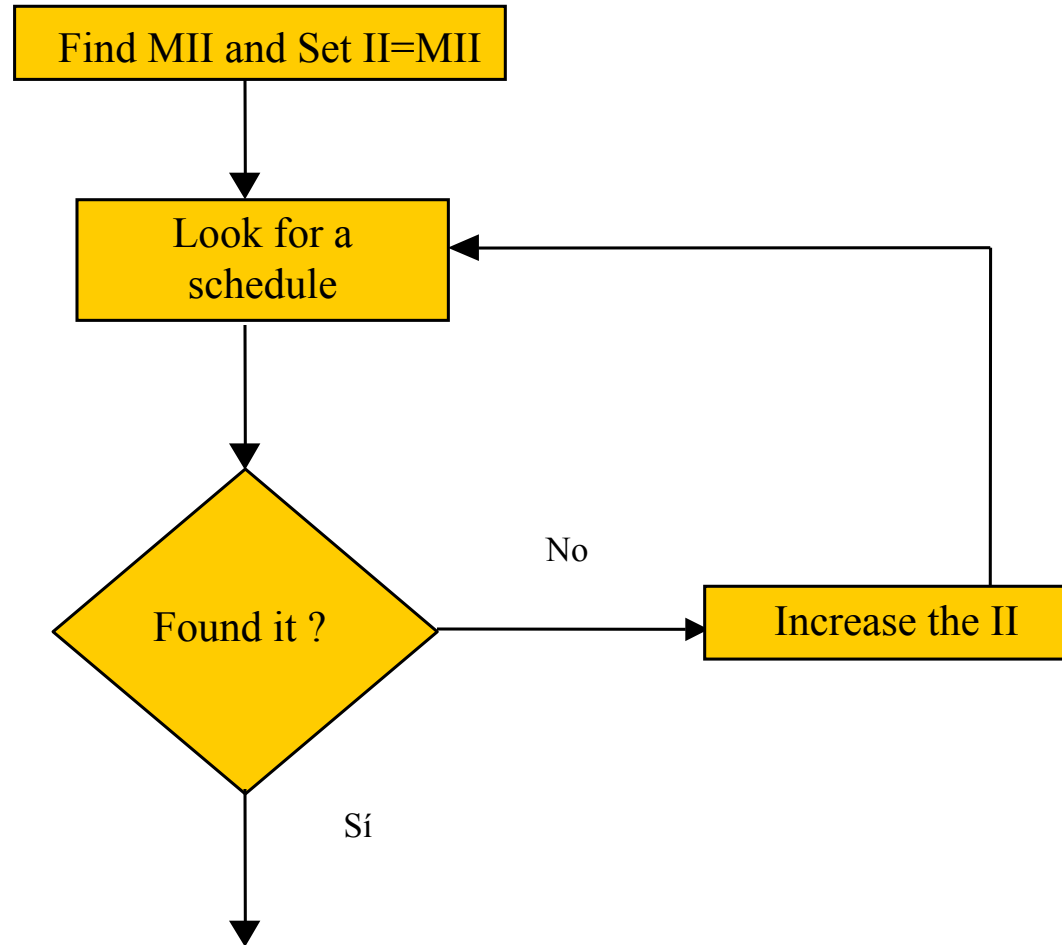 Find MII and Set II=MII
Look for a
schedule
No
Found it ?
Increase the II
Sí